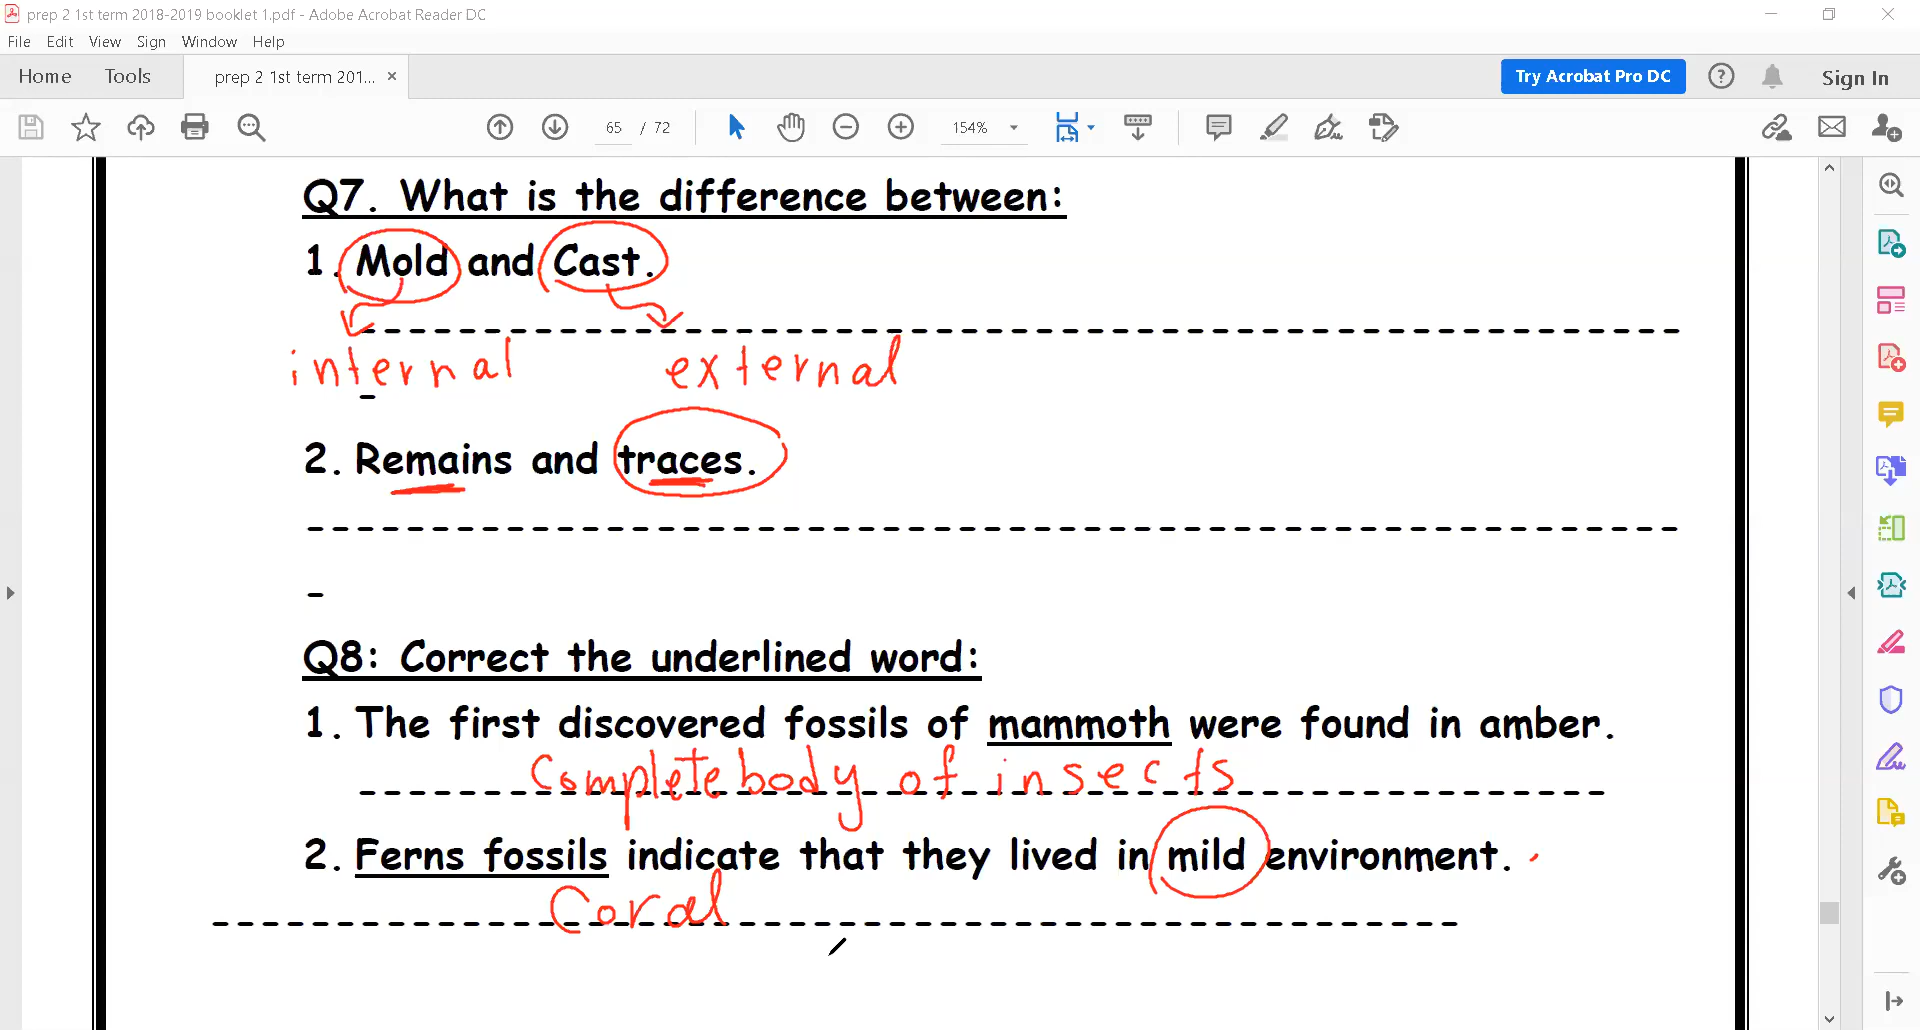 prep 2 1st term 2018-2019 booklet 1.pdf - Adobe Acrobat Reader DC
File Edit View Sign Window Help
Home Tools prep 2 1st term 201... × Try Acrobat Pro DC ? Sign In
65 / 72 154%
Q7. What is the difference between:
1. Mold and Cast.
internal external
2. Remains and traces.
Q8: Correct the underlined word:
1. The first discovered fossils of mammoth were found in amber.
Complete body of insects
2. Ferns fossils indicate that they lived in mild environment.
Coral